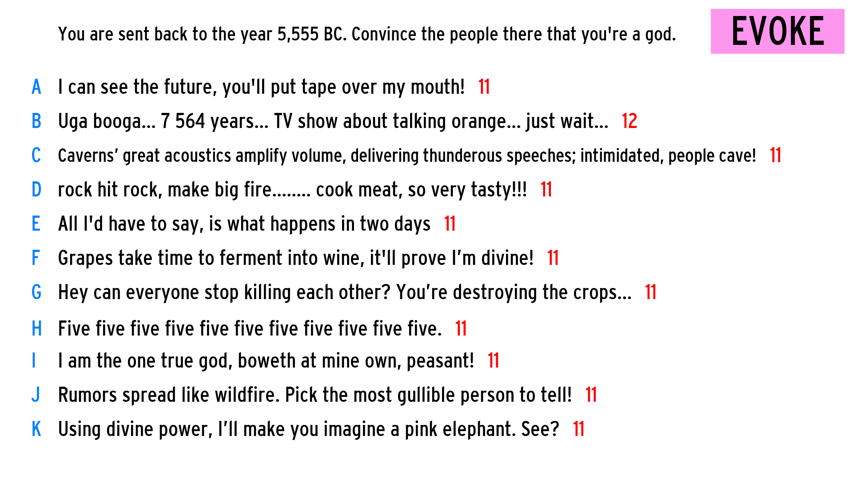 You are sent back to the year 5,555 BC. Convince the people there that you're a god.
EVOKE
A I can see the future, you'll put tape over my mouth! 11
B Uga booga... 7 564 years... TV show about talking orange... just wait... 12
C Caverns’ great acoustics amplify volume, delivering thunderous speeches; intimidated, people cave! 11
D rock hit rock, make big fire........ cook meat, so very tasty!!! 11
E All I'd have to say, is what happens in two days 11
F Grapes take time to ferment into wine, it'll prove I’m divine! 11
G Hey can everyone stop killing each other? You’re destroying the crops... 11
H Five five five five five five five five five five five. 11
I I am the one true god, boweth at mine own, peasant! 11
J Rumors spread like wildfire. Pick the most gullible person to tell! 11
K Using divine power, I’ll make you imagine a pink elephant. See? 11